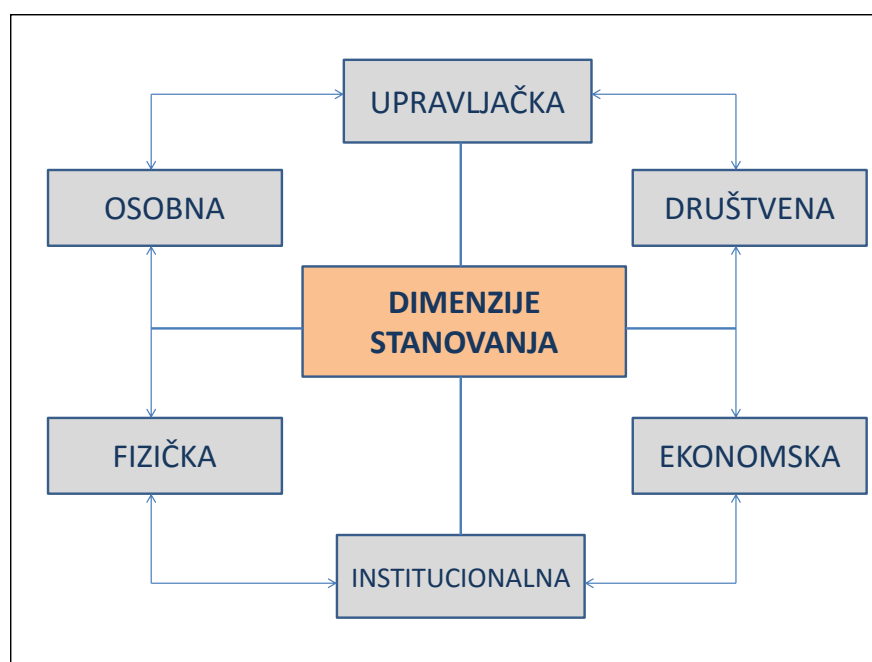 UPRAVLJAČKA
OSOBNA
DRUŠTVENA
DIMENZIJE
STANOVANJA
FIZIČKA
EKONOMSKA
INSTITUCIONALNA